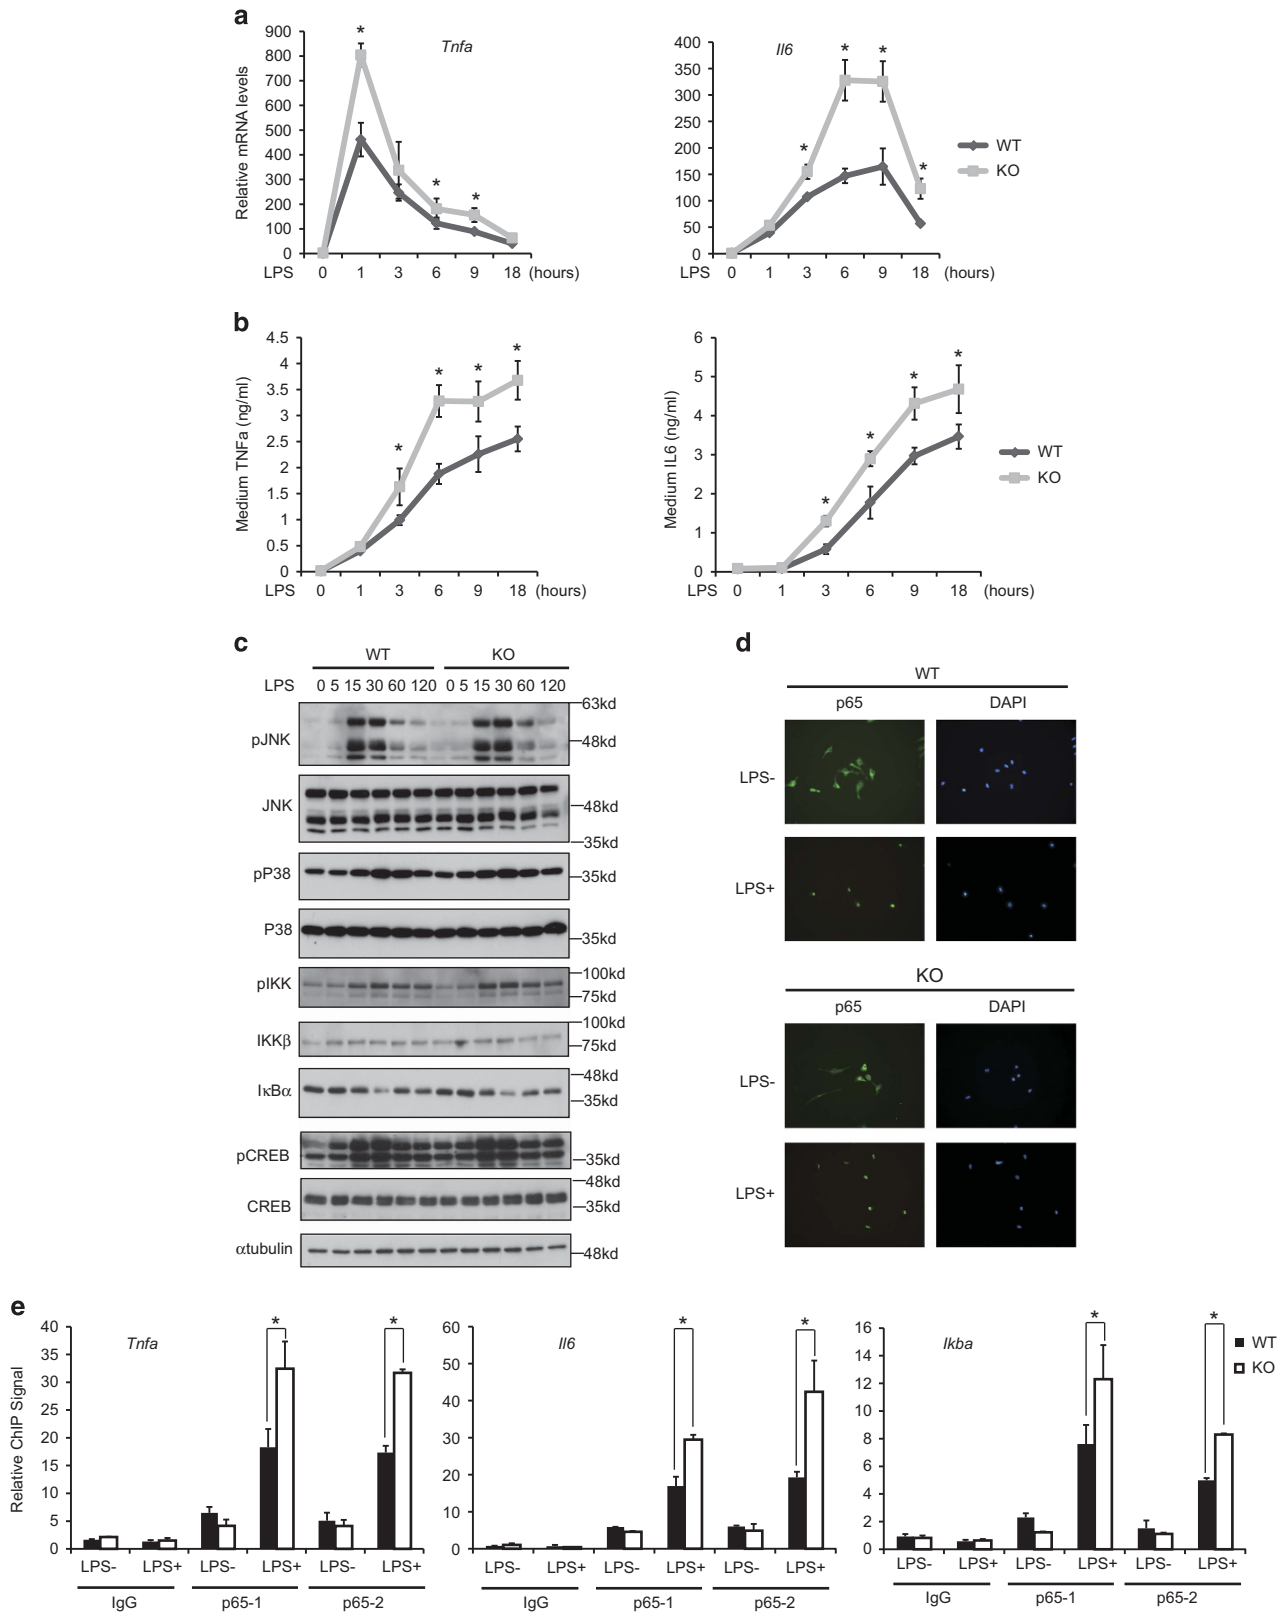 a
Tnfa
Relative mRNA levels
900
800
700
600
500
400
300
200
100
0
* * *
LPS 0 1 3 6 9 18 (hours)
Il6
400
350
300
250
200
150
100
50
0
* * * *
LPS 0 1 3 6 9 18 (hours)
WT
KO
b
Medium TNFa (ng/ml)
4.5
4
3.5
3
2.5
2
1.5
1
0.5
0
* * * *
LPS 0 1 3 6 9 18 (hours)
Medium IL6 (ng/ml)
6
5
4
3
2
1
0
* * * * *
LPS 0 1 3 6 9 18 (hours)
WT
KO
c
WT KO
LPS 0 5 15 30 60 120 0 5 15 30 60 120
63kd
pJNK 48kd
JNK 48kd
35kd
pP38 35kd
P38 35kd
100kd
pIKK 75kd
100kd
IKKβ 75kd
48kd
IκBα 35kd
pCREB 35kd
48kd
CREB 35kd
αtubulin 48kd
d
WT
p65 DAPI
LPS-
LPS+
KO
p65 DAPI
LPS-
LPS+
e
Tnfa
Relative ChIP Signal
40
35
30
25
20
15
10
5
0
* *
LPS- LPS+ LPS- LPS+ LPS- LPS+
IgG p65-1 p65-2
Il6
60
50
40
30
20
10
0
* *
LPS- LPS+ LPS- LPS+ LPS- LPS+
IgG p65-1 p65-2
Ikba
16
14
12
10
8
6
4
2
0
* *
LPS- LPS+ LPS- LPS+ LPS- LPS+
IgG p65-1 p65-2
WT
KO